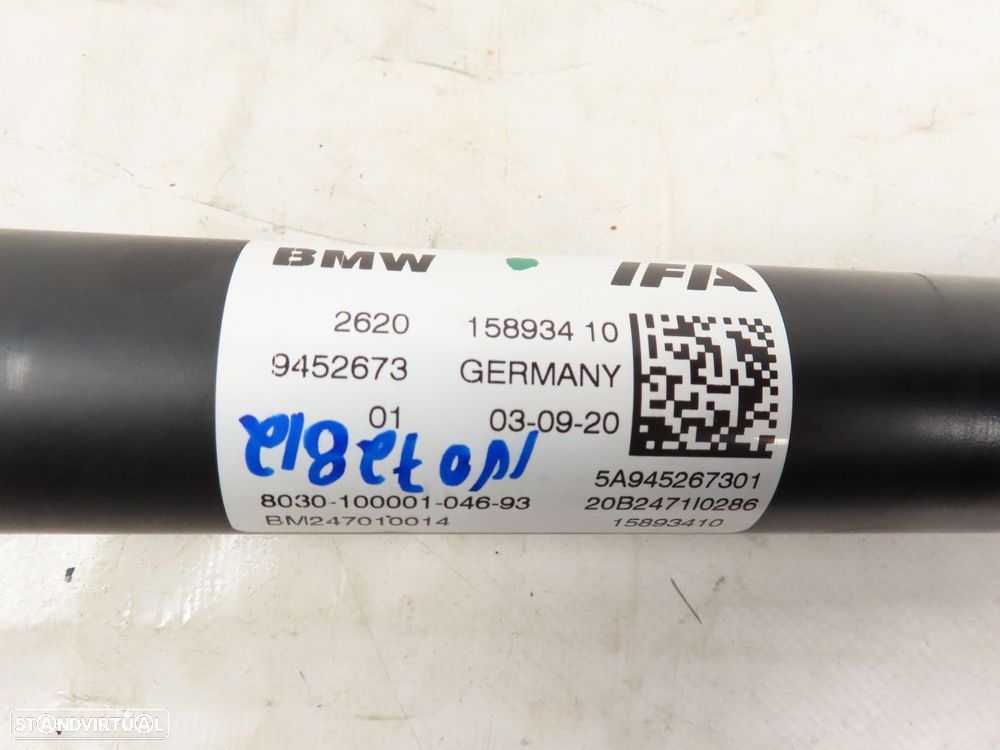 BMW IFA
2620 158934 10
9452673 GERMANY
01 03-09-20
5A945267301
8030-100001-046-93 20B2471I0286
BM247010014 15893410
STANDVIRTUAL